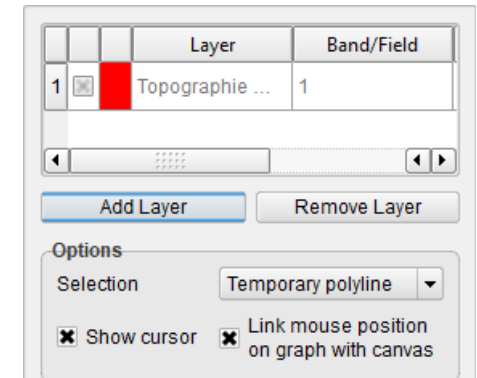 Layer Band/Field
1 Topographie ... 1
Add Layer Remove Layer
Options
Selection Temporary polyline
Show cursor Link mouse position
on graph with canvas